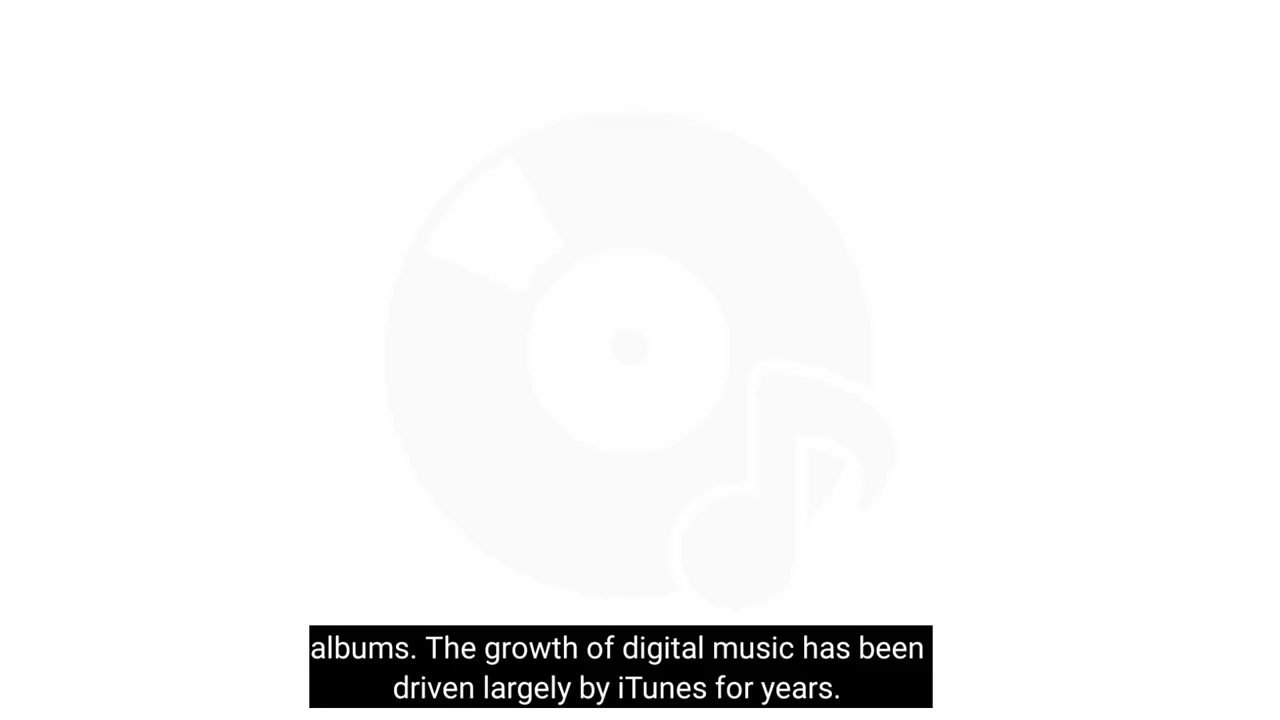 albums. The growth of digital music has been
driven largely by iTunes for years.